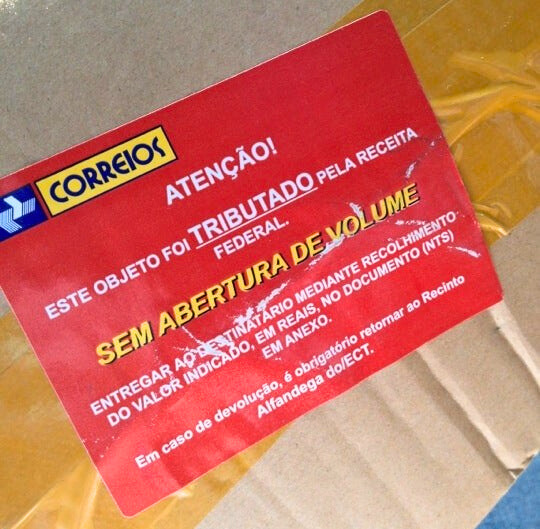 CORREIOS
ATENÇÃO!
ESTE OBJETO FOI TRIBUTADO PELA RECEITA
FEDERAL.
SEM ABERTURA DE VOLUME
ENTREGAR AO DESTINATÁRIO MEDIANTE RECOLHIMENTO
DO VALOR INDICADO, EM REAIS, NO DOCUMENTO (NTS)
EM ANEXO.
Em caso de devolução, é obrigatório retornar ao Recinto
Alfandega do/ECT.